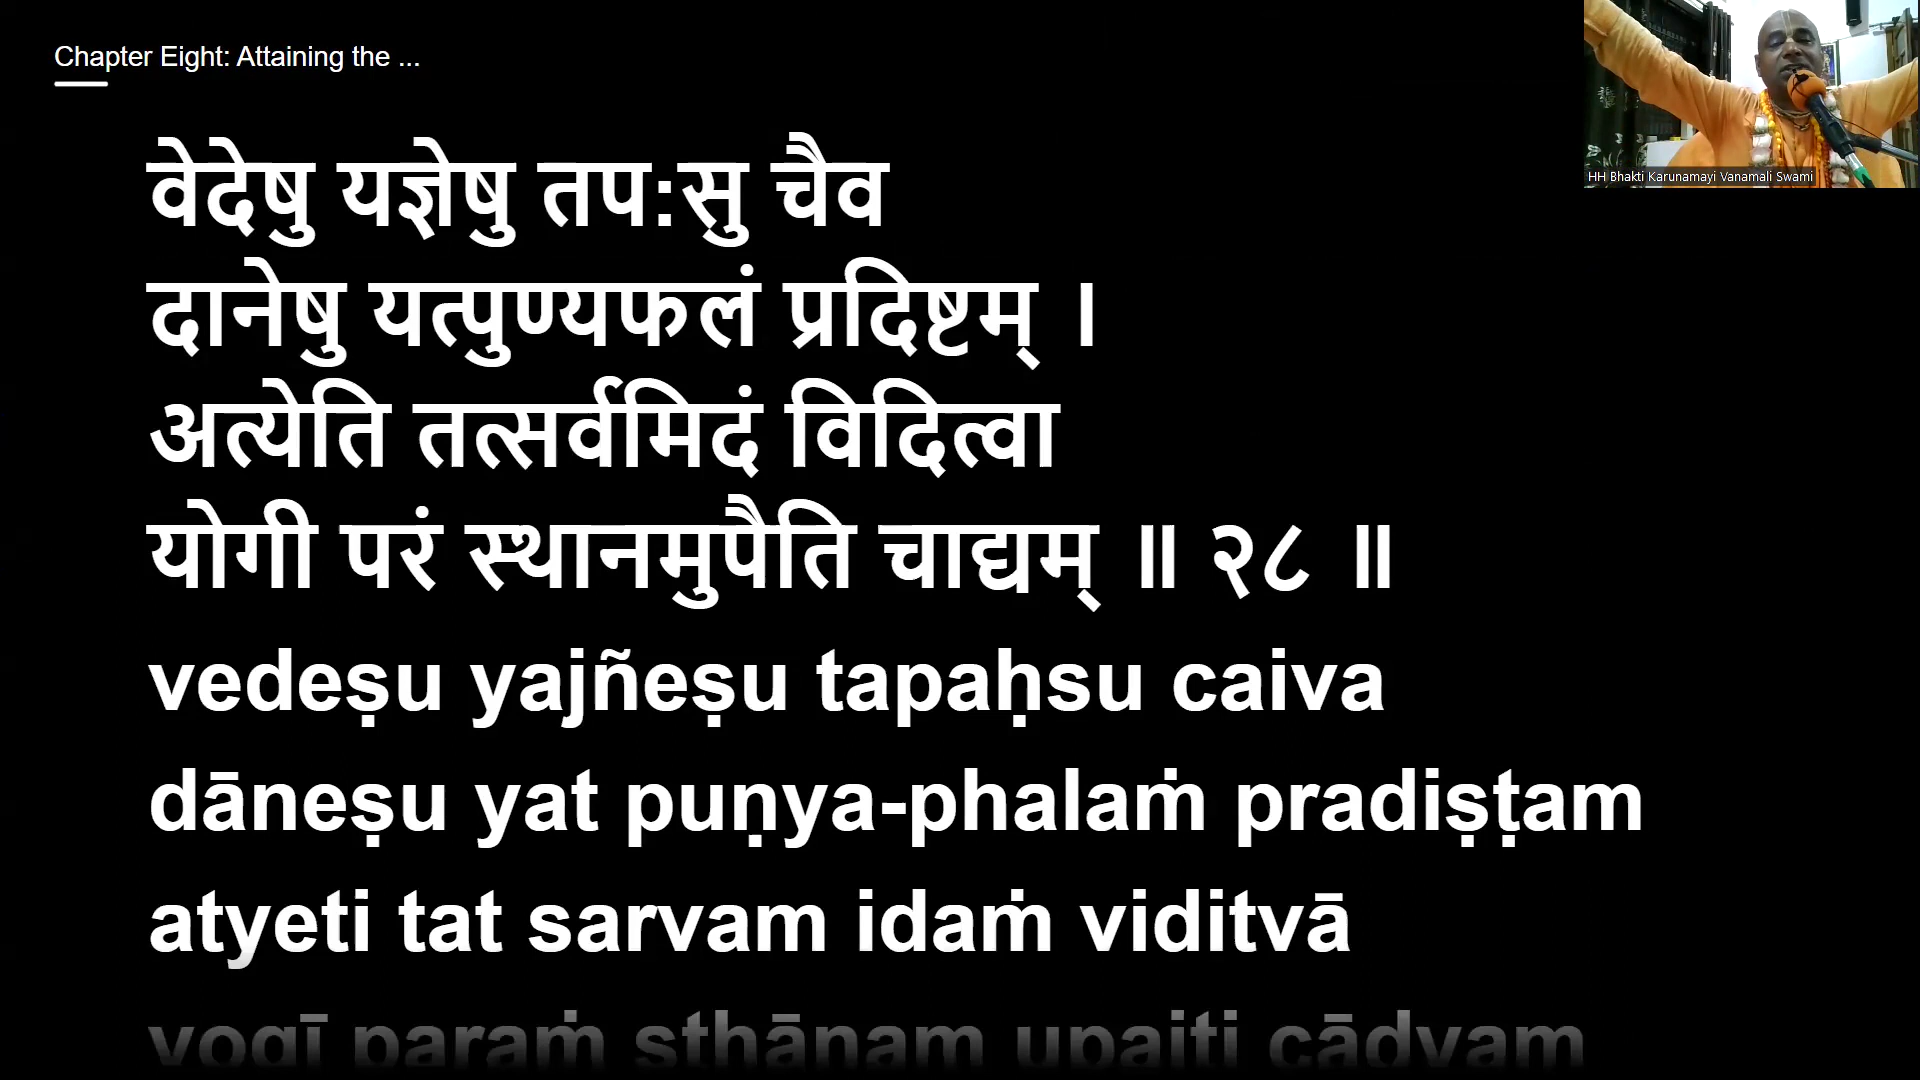 Chapter Eight: Attaining the ...
HH Bhakti Karunamayi Vanamali Swami
वेदेषु यज्ञेषु तप:सु चैव
दानेषु यत्पुण्यफलं प्रदिष्टम् ।
अत्येति तत्सर्वमिदं विदित्वा
योगी परं स्थानमुपैति चाद्यम् ॥ २८ ॥
vedeṣu yajñeṣu tapaḥsu caiva
dāneṣu yat puṇya-phalaṁ pradiṣṭam
atyeti tat sarvam idaṁ viditvā
yogī paraṁ sthānam upaiti cādyam